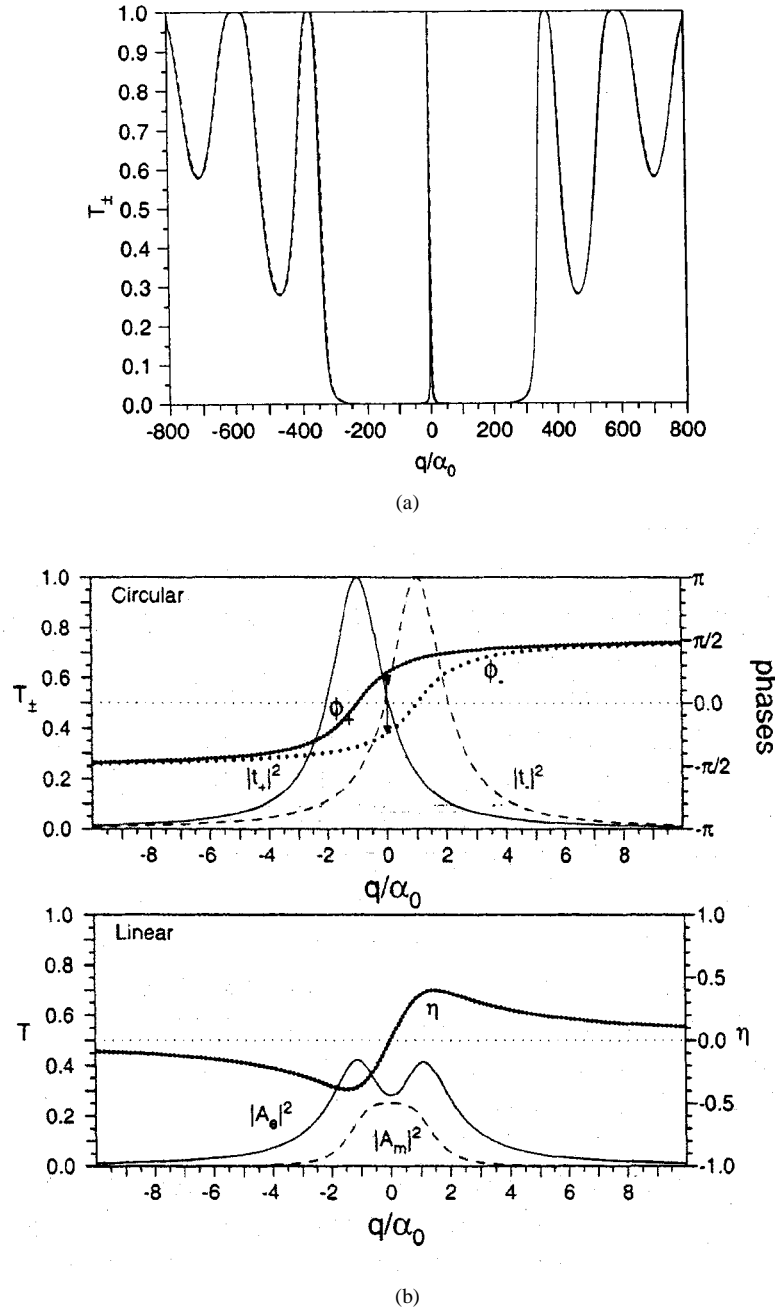 1.0
0.9
0.8
0.7
0.6
0.5
0.4
0.3
0.2
0.1
0.0
T±
-800 -600 -400 -200 0 200 400 600 800
q/α₀
(a)
1.0
0.8
0.6
0.4
0.2
0.0
T±
Circular
ϕ₊
ϕ₋
|t₊|²
|t₋|²
π
π/2
0.0
-π/2
-π
phases
-8 -6 -4 -2 0 2 4 6 8
q/α₀
1.0
0.8
0.6
0.4
0.2
0.0
T
Linear
η
|Aₑ|²
|Aₘ|²
1.0
0.5
0.0
-0.5
-1.0
η
-8 -6 -4 -2 0 2 4 6 8
q/α₀
(b)